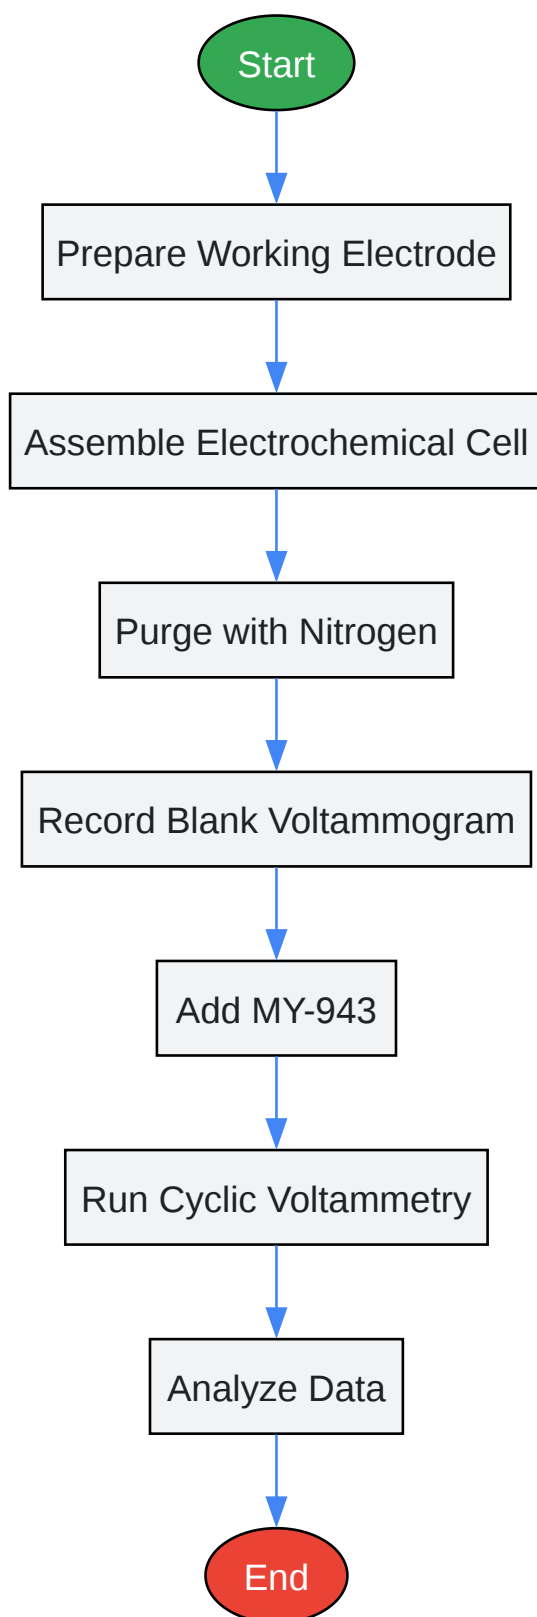 Start
Prepare Working Electrode
Assemble Electrochemical Cell
Purge with Nitrogen
Record Blank Voltammogram
Add MY-943
Run Cyclic Voltammetry
Analyze Data
End